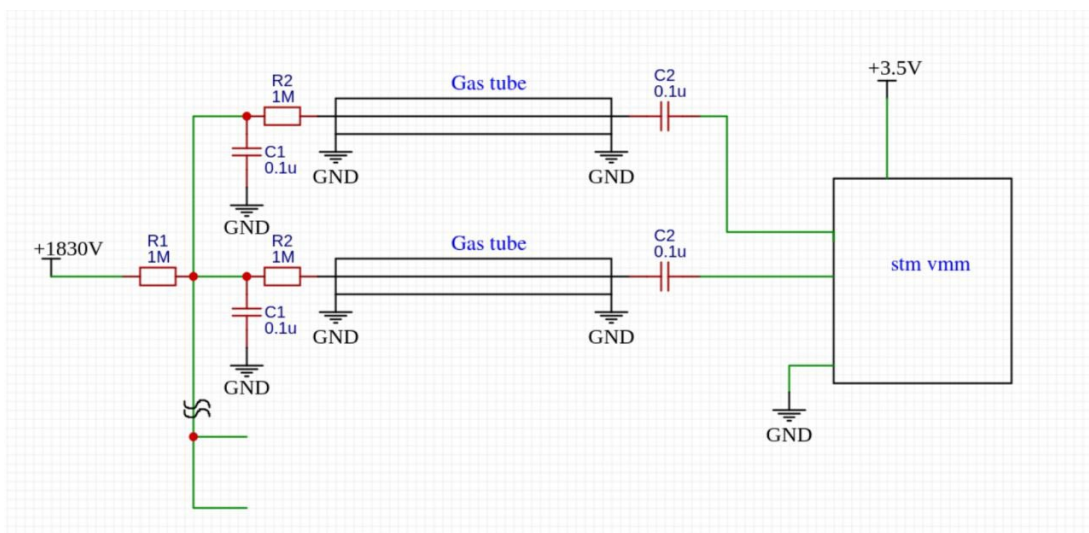 R2
1M
Gas tube
C2
0.1u
+3.5V
C1
0.1u
GND
GND
GND
+1830V
R1
1M
R2
1M
Gas tube
C2
0.1u
stm vmm
C1
0.1u
GND
GND
GND
GND